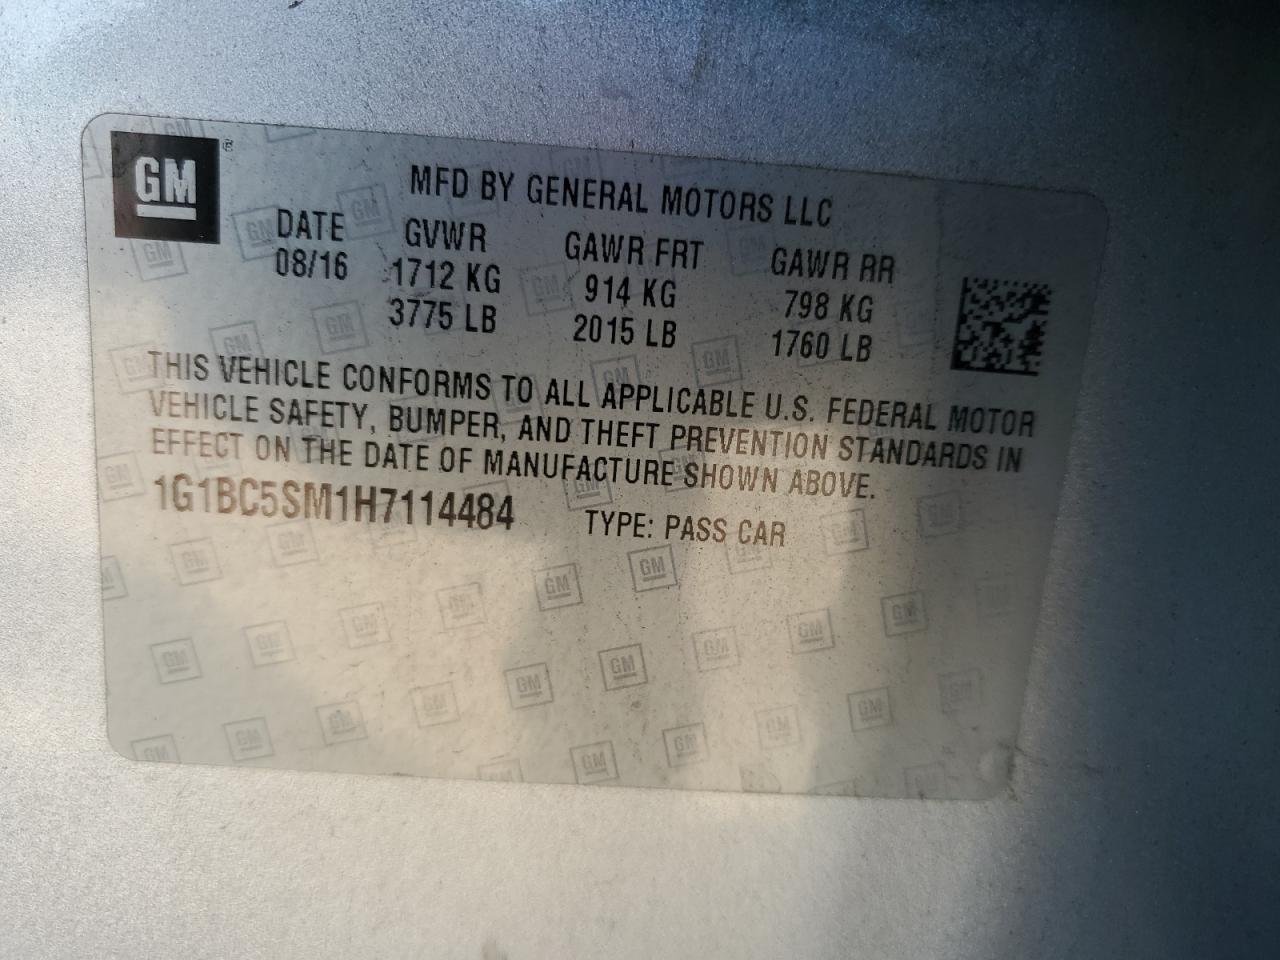 GM
MFD BY GENERAL MOTORS LLC
DATE GVWR GAWR FRT GAWR RR
08/16 1712 KG 914 KG 798 KG
3775 LB 2015 LB 1760 LB
THIS VEHICLE CONFORMS TO ALL APPLICABLE U.S. FEDERAL MOTOR
VEHICLE SAFETY, BUMPER, AND THEFT PREVENTION STANDARDS IN
EFFECT ON THE DATE OF MANUFACTURE SHOWN ABOVE.
1G1BC5SM1H7114484 TYPE: PASS CAR